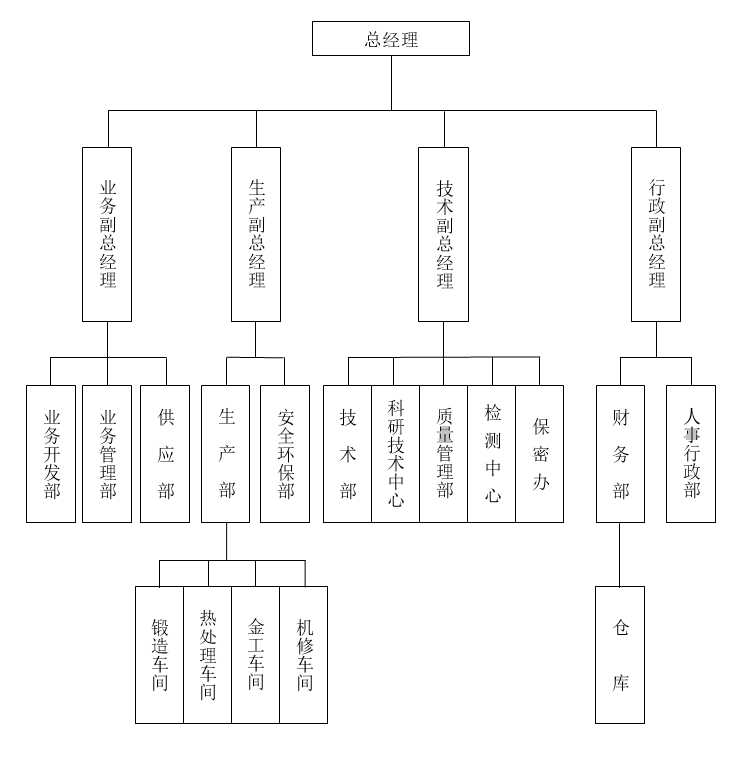 总经理
业务副总经理
生产副总经理
技术副总经理
行政副总经理
业务开发部
业务管理部
供应部
生产部
安全环保部
技术部
科研技术中心
质量管理部
检测中心
保密办
财务部
人事行政部
锻造车间
热处理车间
金工车间
机修车间
仓库